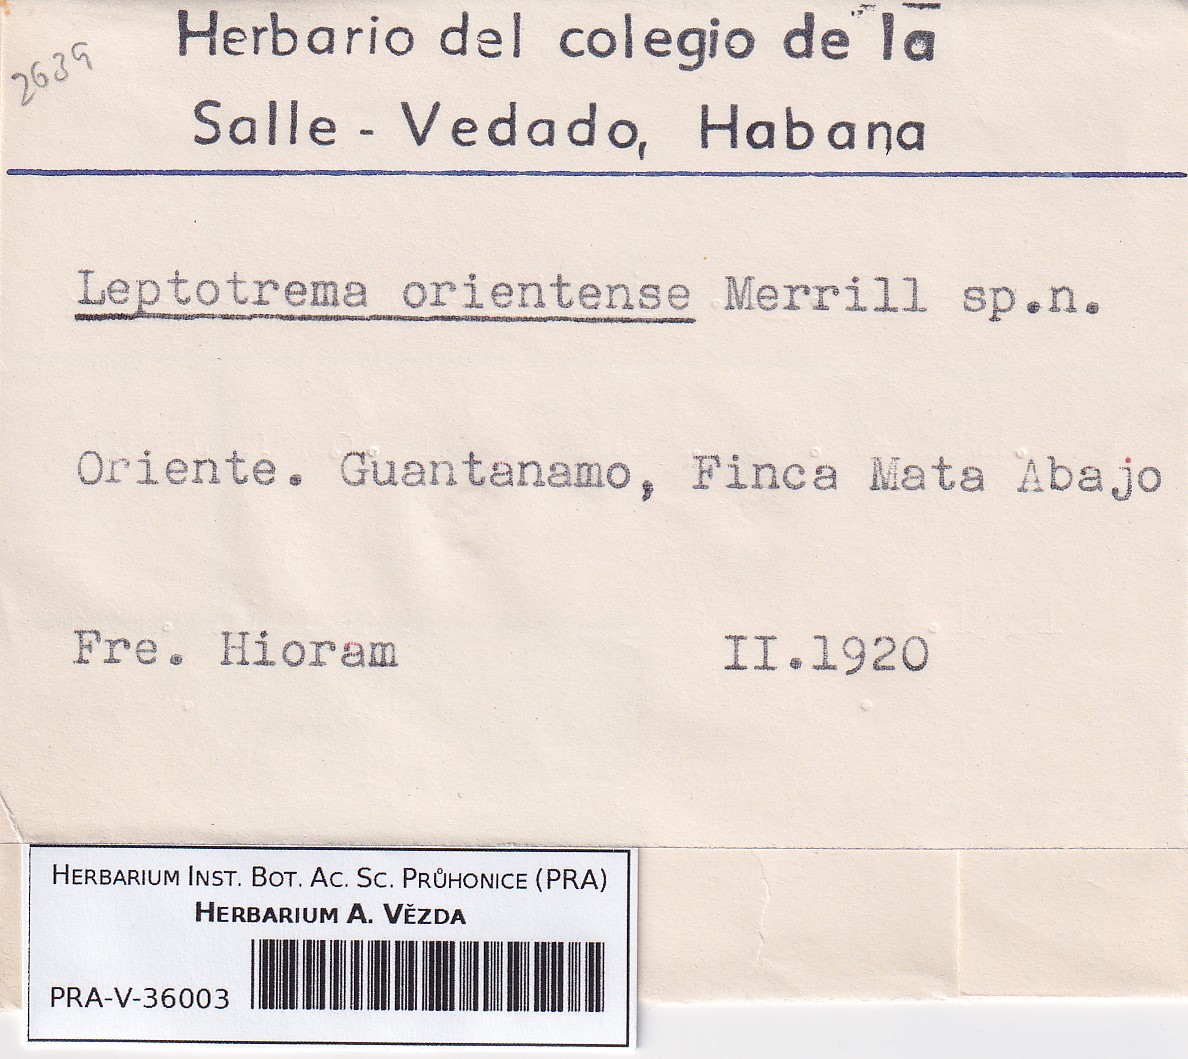 2639
Herbario del colegio de la
Salle - Vedado, Habana
Leptotrema orientense Merrill sp.n.
Oriente. Guantanamo, Finca Mata Abajo
Fre. Hioram II.1920
HERBARIUM INST. BOT. AC. SC. PRŮHONICE (PRA)
HERBARIUM A. VĚZDA
PRA-V-36003